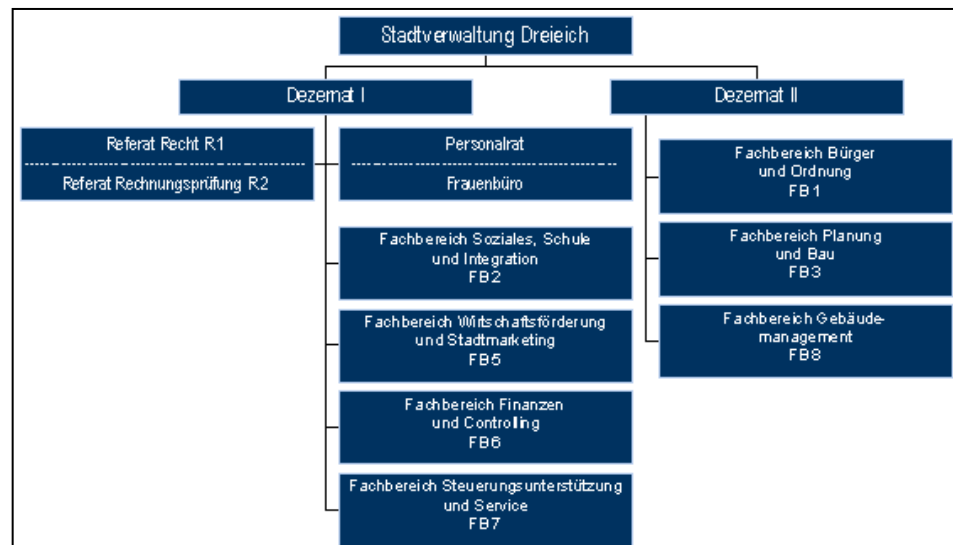 Stadtverwaltung Dreieich
Dezernat I
Dezernat II
Referat Recht R1
Referat Rechnungsprüfung R2
Personalrat
Frauenbüro
Fachbereich Soziales, Schule
und Integration
FB2
Fachbereich Wirtschaftsförderung
und Stadtmarketing
FB5
Fachbereich Finanzen
und Controlling
FB6
Fachbereich Steuerungsunterstützung
und Service
FB7
Fachbereich Bürger
und Ordnung
FB1
Fachbereich Planung
und Bau
FB3
Fachbereich Gebäude-
management
FB8